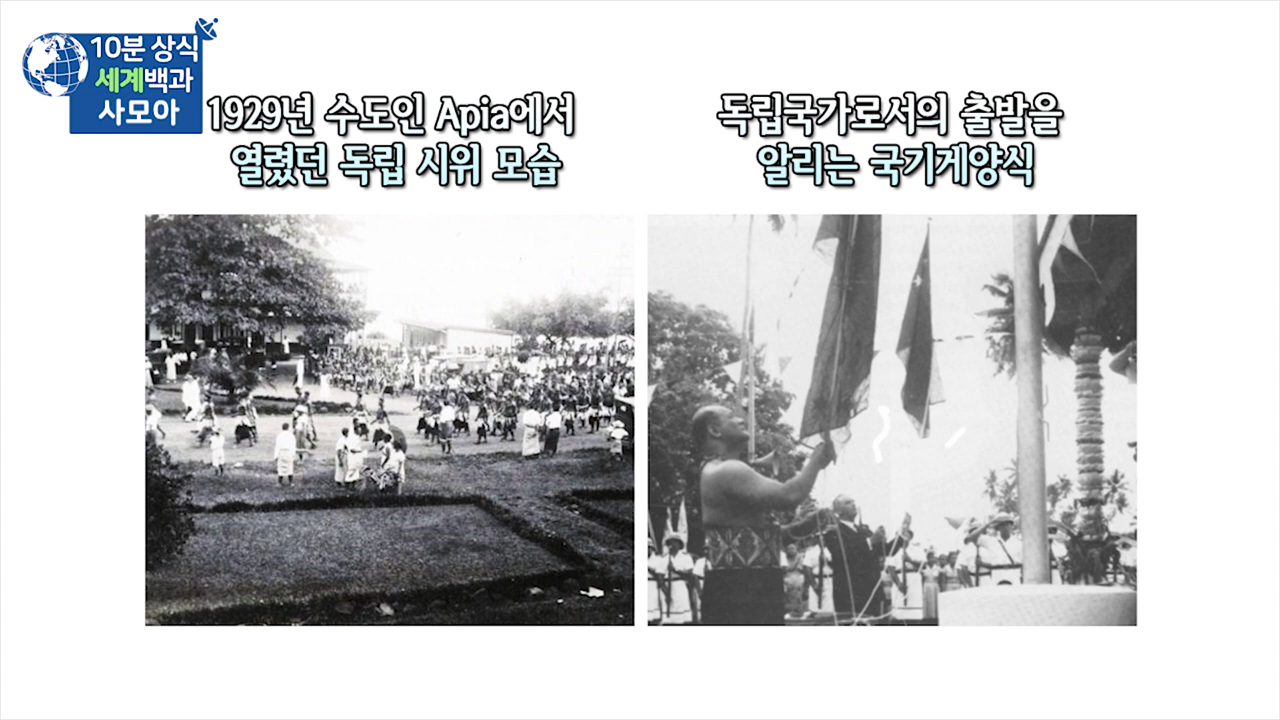 10분 상식
세계백과
사모아
1929년 수도인 Apia에서
열렸던 독립 시위 모습
독립국가로서의 출발을
알리는 국기게양식